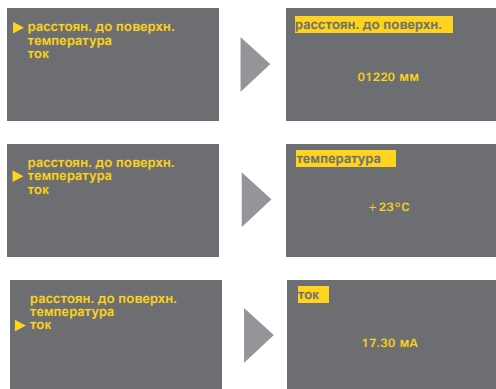 расстоян. до поверхн.
температура
ток
расстоян. до поверхн.
01220 мм
расстоян. до поверхн.
температура
ток
температура
+23°C
расстоян. до поверхн.
температура
ток
ток
17.30 мА